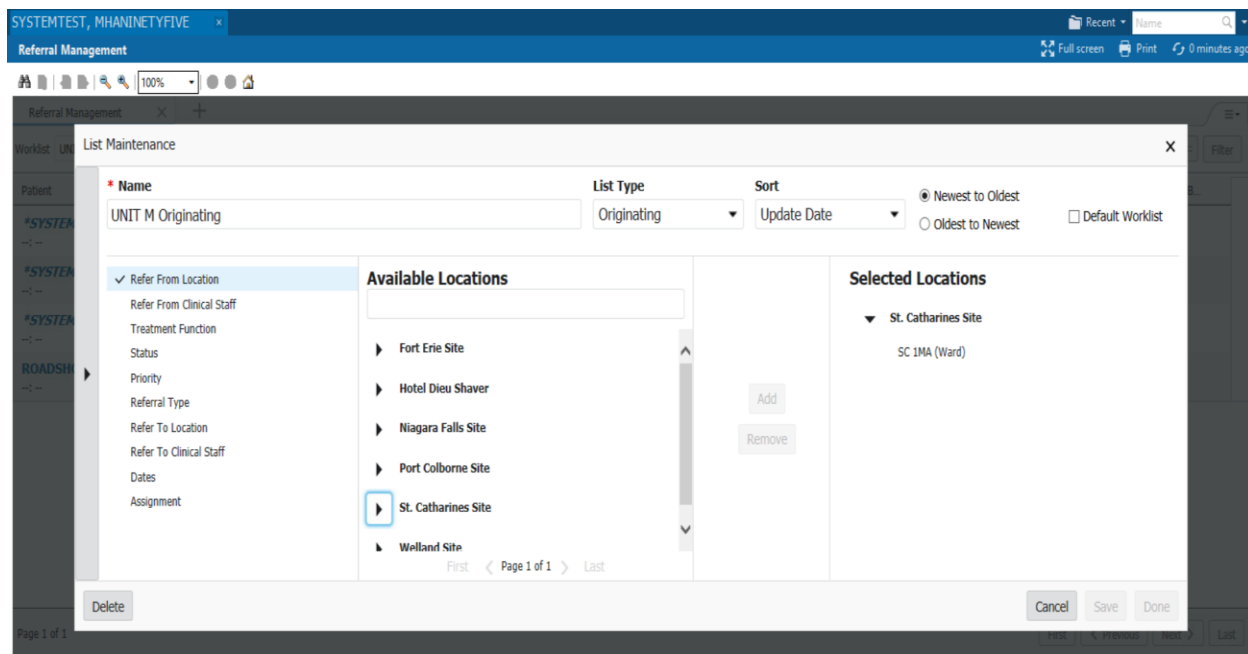 SYSTEMTEST, MHANINETYFIVE ×
Recent Name
Referral Management
Full screen Print 0 minutes ago
100%
Referral Management
List Maintenance X
Worklist UNI Filter
* Name List Type Sort
Newest to Oldest
UNIT M Originating Originating Update Date
Default Worklist
Oldest to Newest
Patient
*SYSTEM
--: --
*SYSTEM
--: --
*SYSTEM
--: --
ROADSHO
--: --
Refer From Location
Refer From Clinical Staff
Treatment Function
Status
Priority
Referral Type
Refer To Location
Refer To Clinical Staff
Dates
Assignment
Available Locations
Fort Erie Site
Hotel Dieu Shaver
Niagara Falls Site
Port Colborne Site
St. Catharines Site
Welland Site
First Page 1 of 1 Last
Add
Remove
Selected Locations
St. Catharines Site
SC 1MA (Ward)
Delete Cancel Save Done
Page 1 of 1 First Previous Next Last